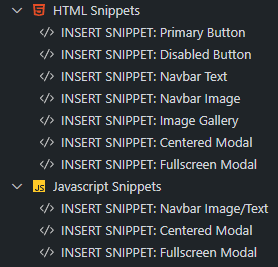 HTML Snippets
</> INSERT SNIPPET: Primary Button
</> INSERT SNIPPET: Disabled Button
</> INSERT SNIPPET: Navbar Text
</> INSERT SNIPPET: Navbar Image
</> INSERT SNIPPET: Image Gallery
</> INSERT SNIPPET: Centered Modal
</> INSERT SNIPPET: Fullscreen Modal
JS Javascript Snippets
</> INSERT SNIPPET: Navbar Image/Text
</> INSERT SNIPPET: Centered Modal
</> INSERT SNIPPET: Fullscreen Modal